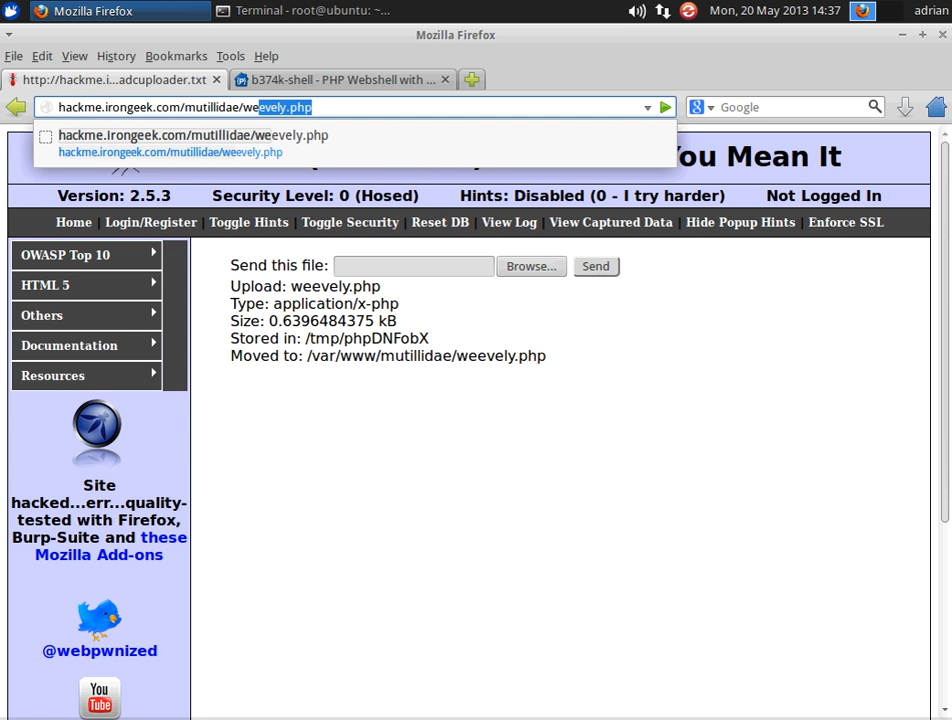 Mozilla Firefox
Terminal - root@ubuntu: ~...
Mon, 20 May 2013 14:37
adrian
Mozilla Firefox
File Edit View History Bookmarks Tools Help
http://hackme.i...adcuploader.txt
b374k-shell - PHP Webshell with ...
hackme.irongeek.com/mutillidae/weevely.php
Google
hackme.irongeek.com/mutillidae/weevely.php
hackme.irongeek.com/mutillidae/weevely.php
You Mean It
Version: 2.5.3 Security Level: 0 (Hosed) Hints: Disabled (0 - I try harder) Not Logged In
Home | Login/Register | Toggle Hints | Toggle Security | Reset DB | View Log | View Captured Data | Hide Popup Hints | Enforce SSL
OWASP Top 10
HTML 5
Others
Documentation
Resources
Site
hacked...err...quality-
tested with Firefox,
Burp-Suite and these
Mozilla Add-ons
@webpwnized
You
Tube
Send this file: Browse... Send
Upload: weevely.php
Type: application/x-php
Size: 0.6396484375 kB
Stored in: /tmp/phpDNFobX
Moved to: /var/www/mutillidae/weevely.php